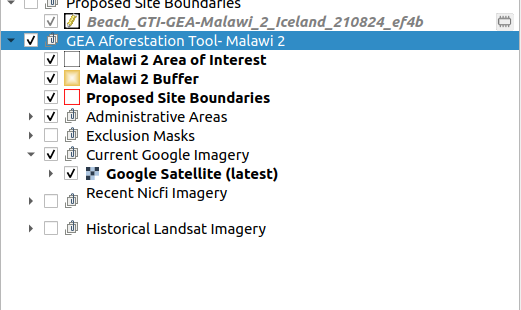 Proposed Site Boundaries
Beach_GTI-GEA-Malawi_2_Iceland_210824_ef4b
GEA Aforestation Tool- Malawi 2
Malawi 2 Area of Interest
Malawi 2 Buffer
Proposed Site Boundaries
Administrative Areas
Exclusion Masks
Current Google Imagery
Google Satellite (latest)
Recent Nicfi Imagery
Historical Landsat Imagery